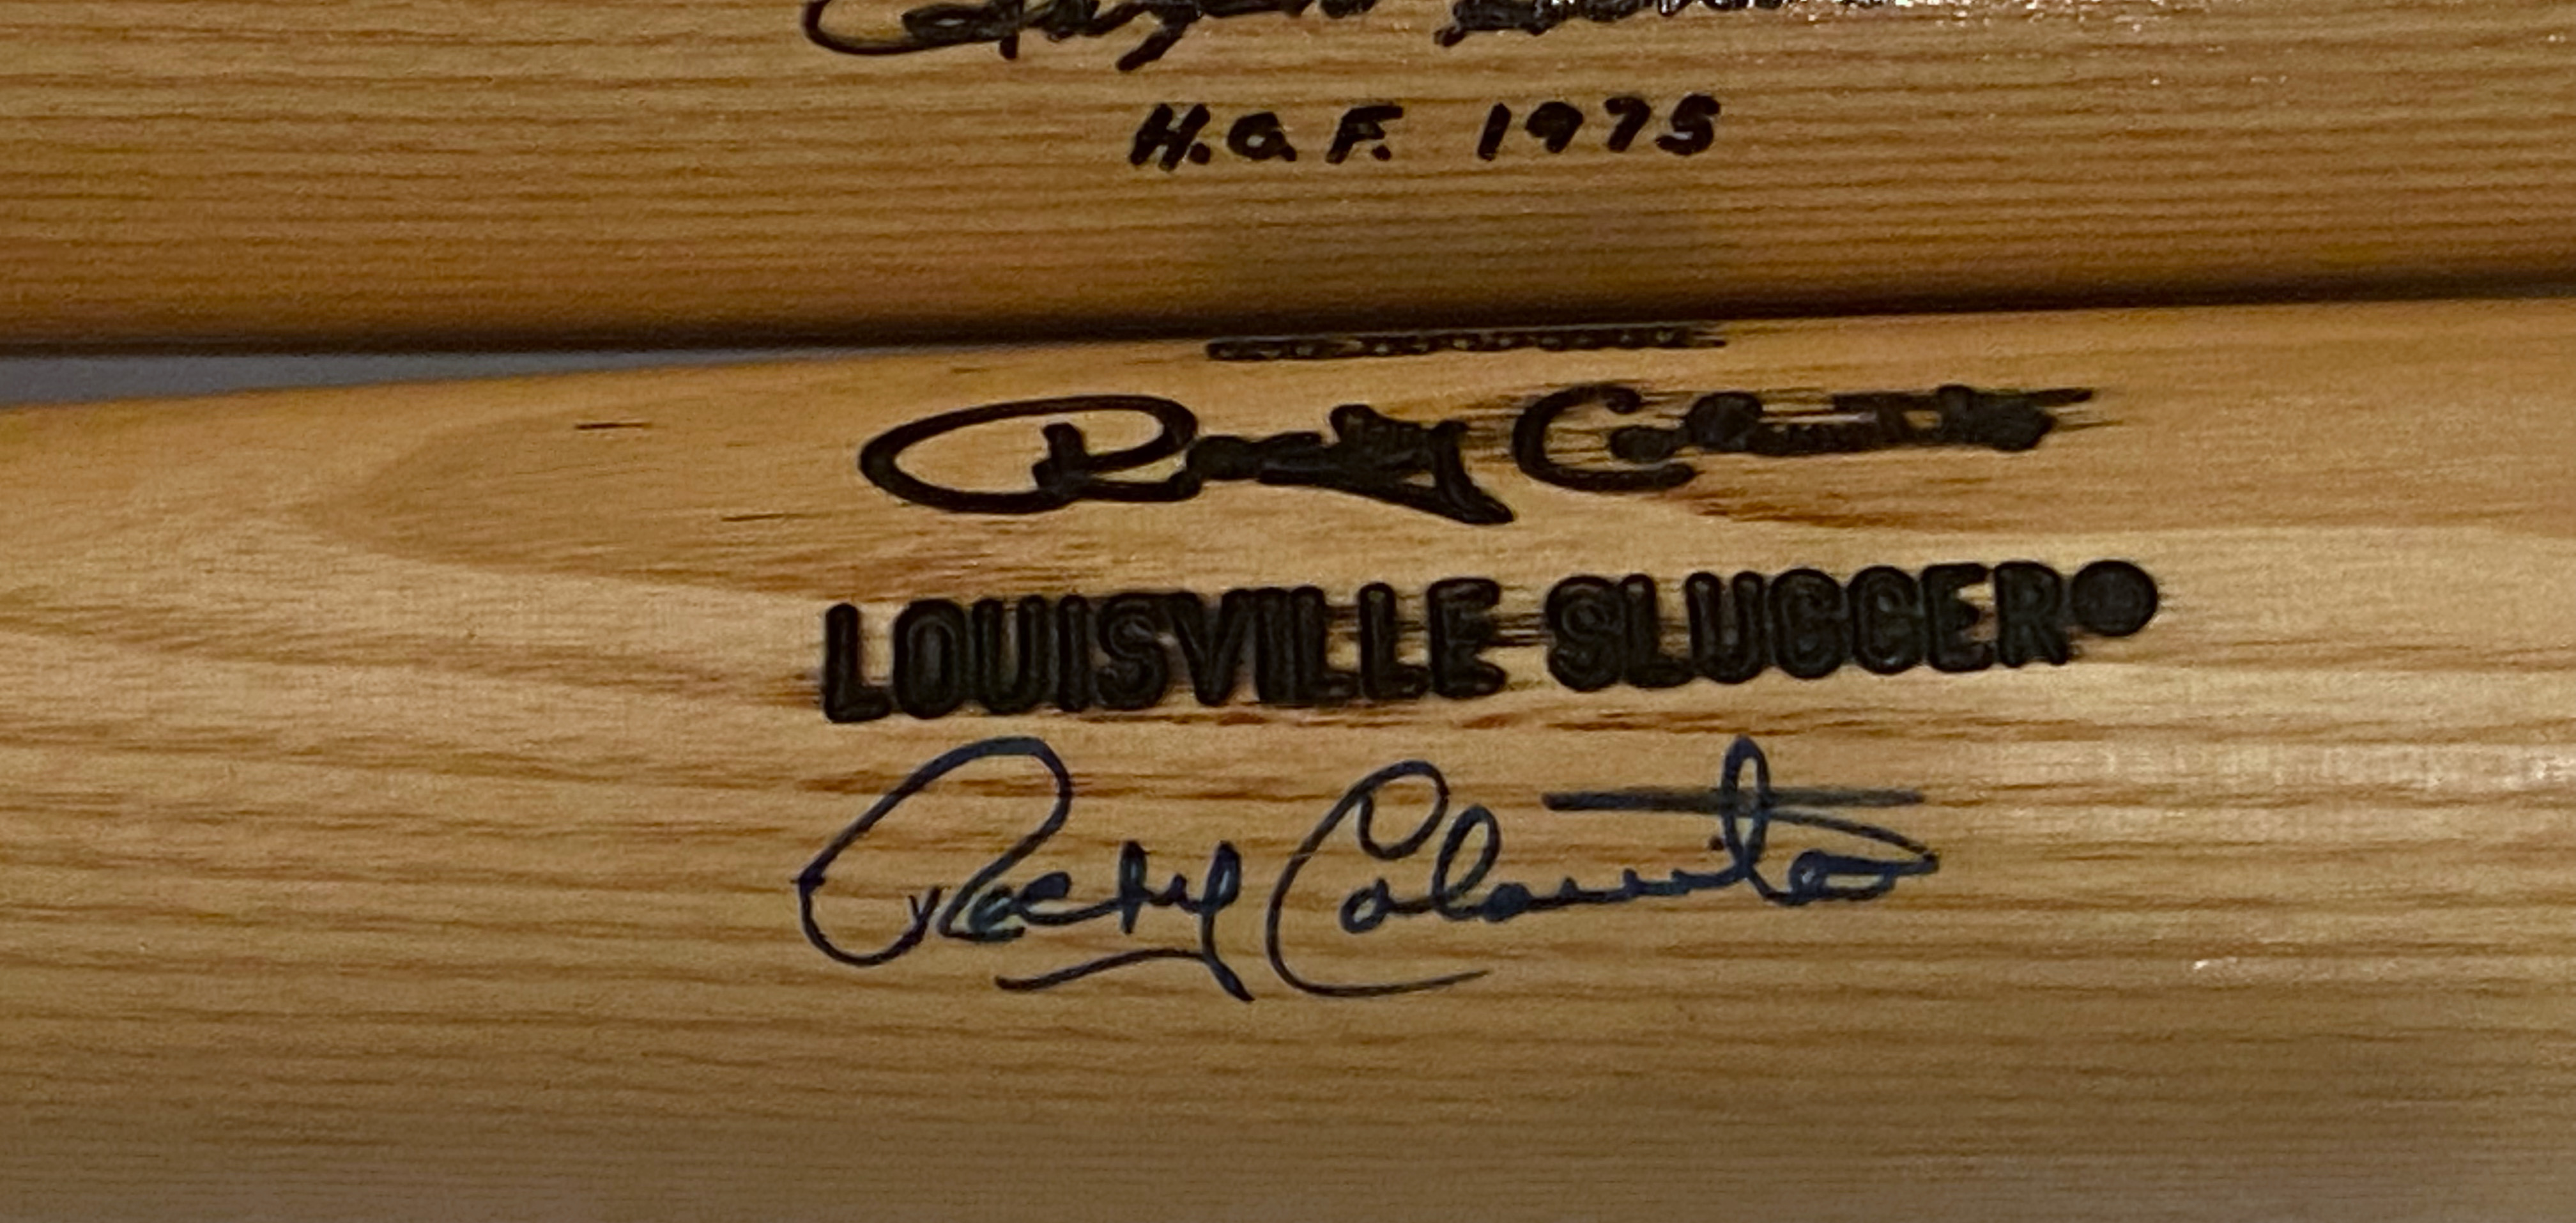 H.O.F. 1975
Rocky Colavito
LOUISVILLE SLUGGER
Rocky Colavito